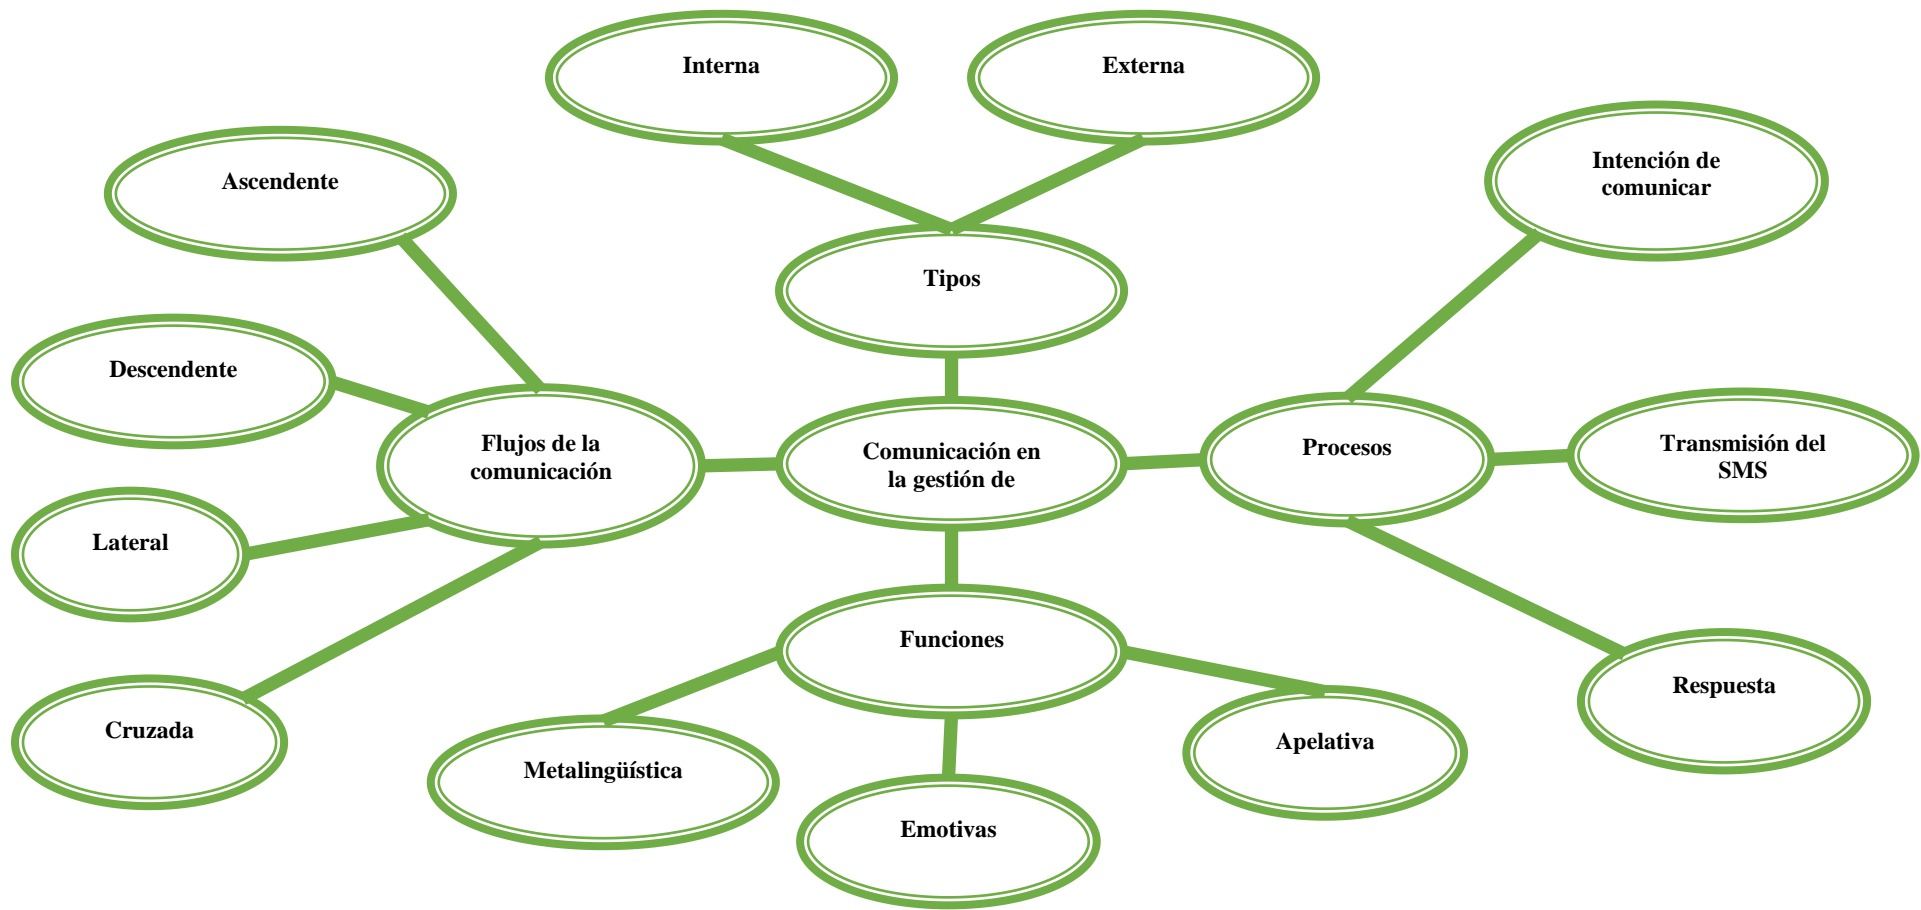 Interna
Externa
Intención de
comunicar
Ascendente
Tipos
Descendente
Flujos de la
comunicación
Comunicación en
la gestión de
Procesos
Transmisión del
SMS
Lateral
Funciones
Respuesta
Cruzada
Metalingüística
Apelativa
Emotivas